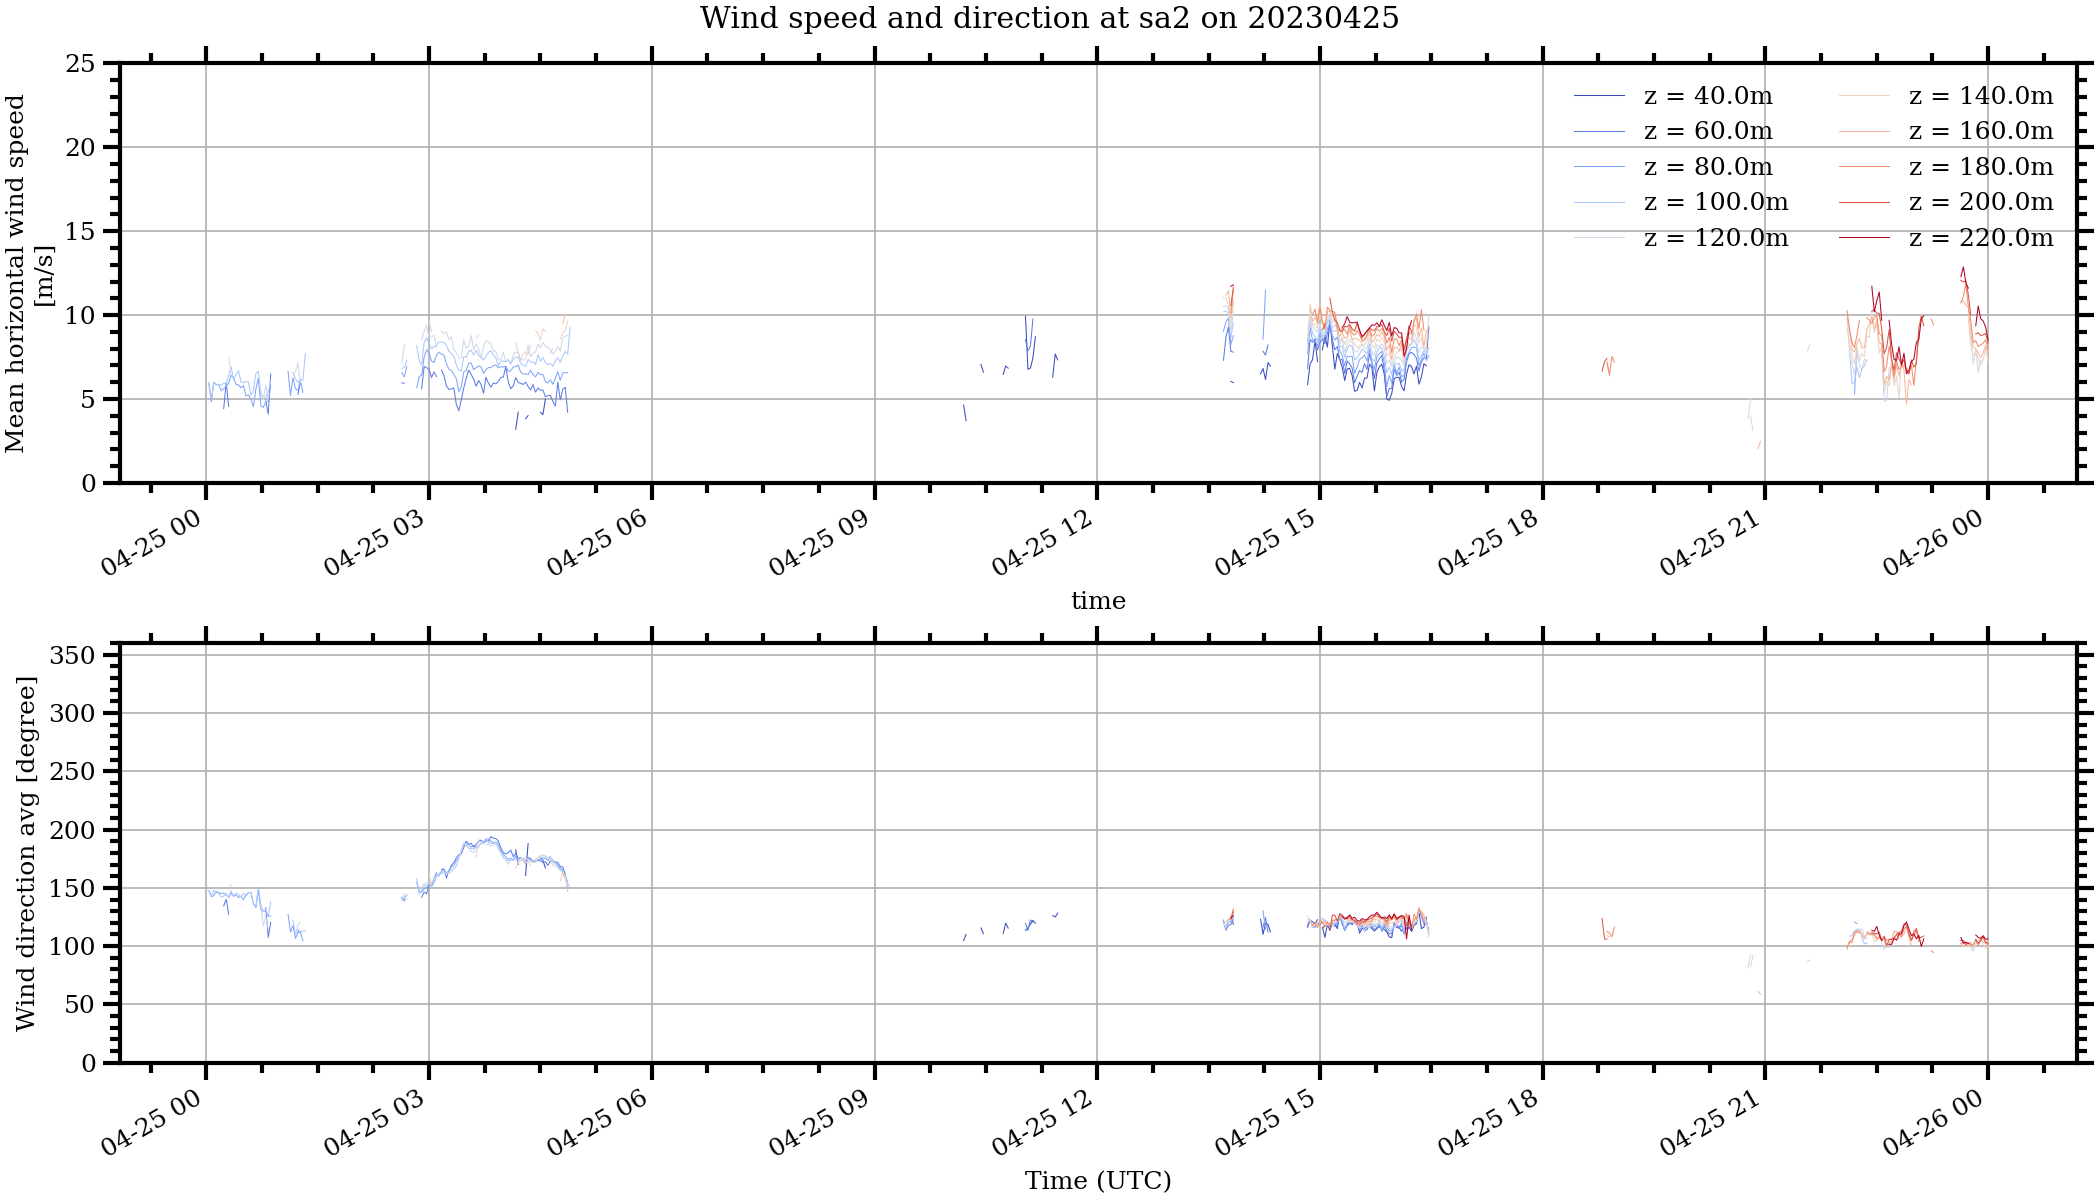 Wind speed and direction at sa2 on 20230425
Mean horizontal wind speed
[m/s]
25
20
15
10
5
0
z = 40.0m
z = 60.0m
z = 80.0m
z = 100.0m
z = 120.0m
z = 140.0m
z = 160.0m
z = 180.0m
z = 200.0m
z = 220.0m
04-25 00
04-25 03
04-25 06
04-25 09
04-25 12
04-25 15
04-25 18
04-25 21
04-26 00
time
Wind direction avg [degree]
350
300
250
200
150
100
50
0
04-25 00
04-25 03
04-25 06
04-25 09
04-25 12
04-25 15
04-25 18
04-25 21
04-26 00
Time (UTC)